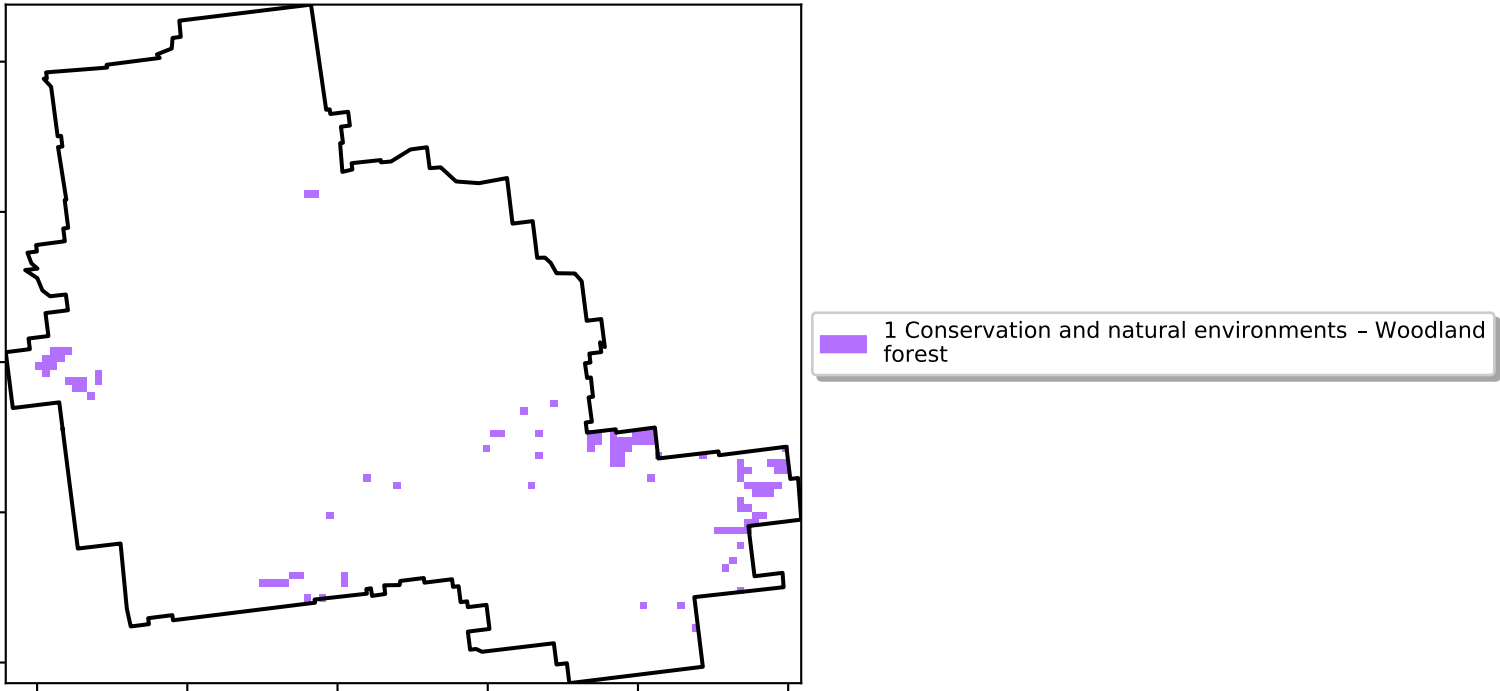 1 Conservation and natural environments – Woodland
forest